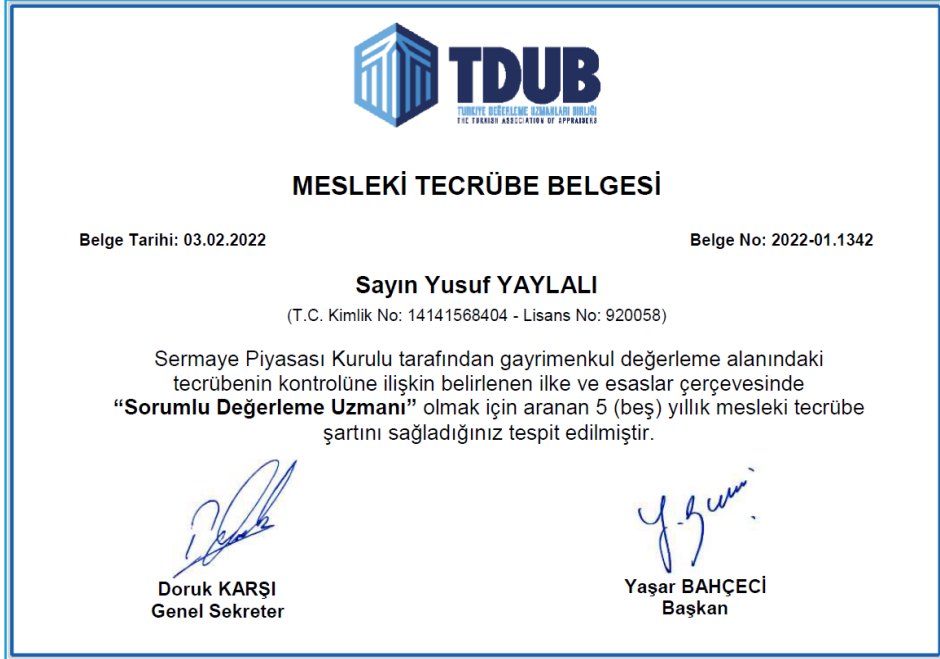 TDUB
TÜRKİYE DEĞERLEME UZMANLARI BİRLİĞİ
THE TURKISH ASSOCIATION OF APPRAISERS
MESLEKİ TECRÜBE BELGESİ
Belge Tarihi: 03.02.2022 Belge No: 2022-01.1342
Sayın Yusuf YAYLALI
(T.C. Kimlik No: 14141568404 - Lisans No: 920058)
Sermaye Piyasası Kurulu tarafından gayrimenkul değerleme alanındaki
tecrübenin kontrolüne ilişkin belirlenen ilke ve esaslar çerçevesinde
“Sorumlu Değerleme Uzmanı” olmak için aranan 5 (beş) yıllık mesleki tecrübe
şartını sağladığınız tespit edilmiştir.
Doruk KARŞI
Genel Sekreter
Yaşar BAHÇECİ
Başkan